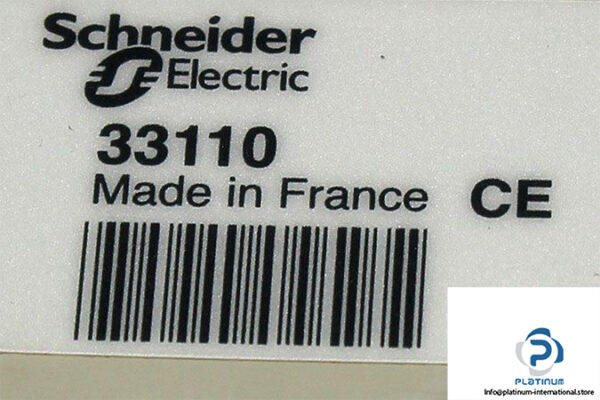 Schneider
Electric
33110
Made in France CE
PLATINUM
Info@platinum-international.store